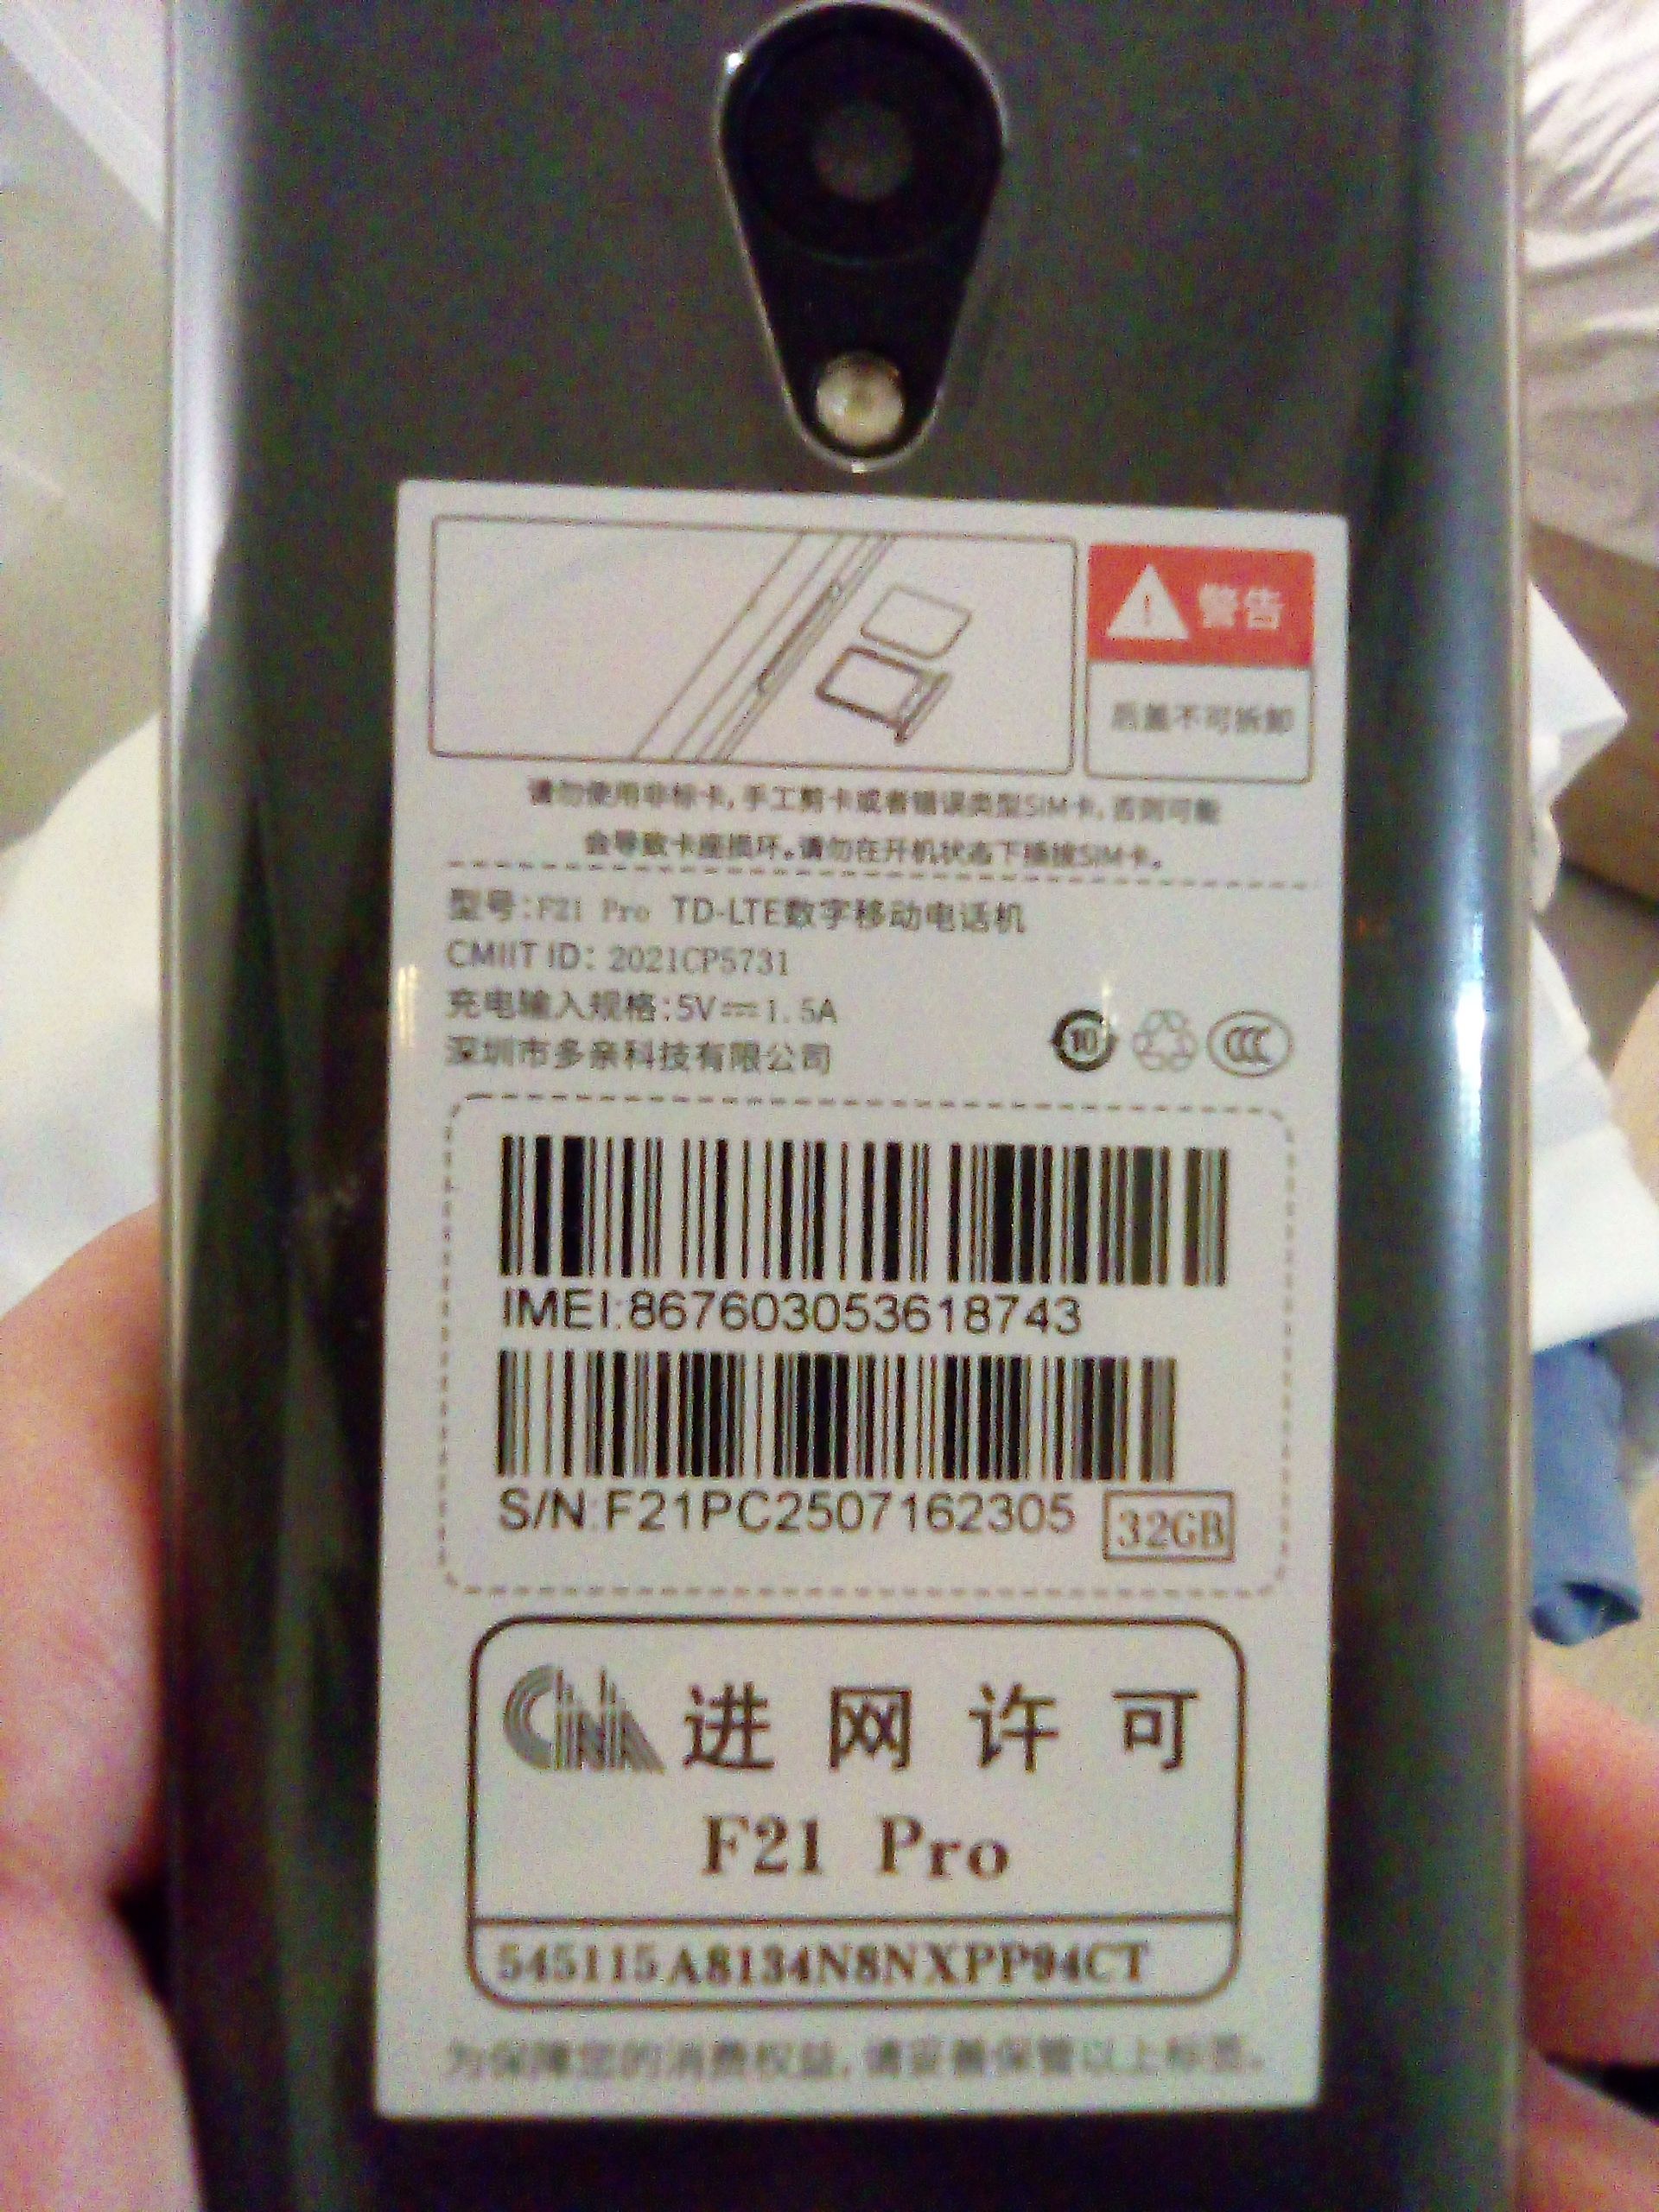 警告
后盖不可拆卸
请勿使用非标卡，手工剪卡或者错误类型SIM卡，否则可能
会导致卡座损坏。请勿在开机状态下插拔SIM卡。
型号:F21 Pro TD-LTE数字移动电话机
CMIIT ID: 2021CP5731
充电输入规格:5V⎓1.5A
深圳市多亲科技有限公司
10
CCC
IMEI:867603053618743
S/N:F21PC2507162305 32GB
进网许可
F21 Pro
545115 A8134N8NXPP94CT
为保障您的消费权益，请妥善保管以上标签。